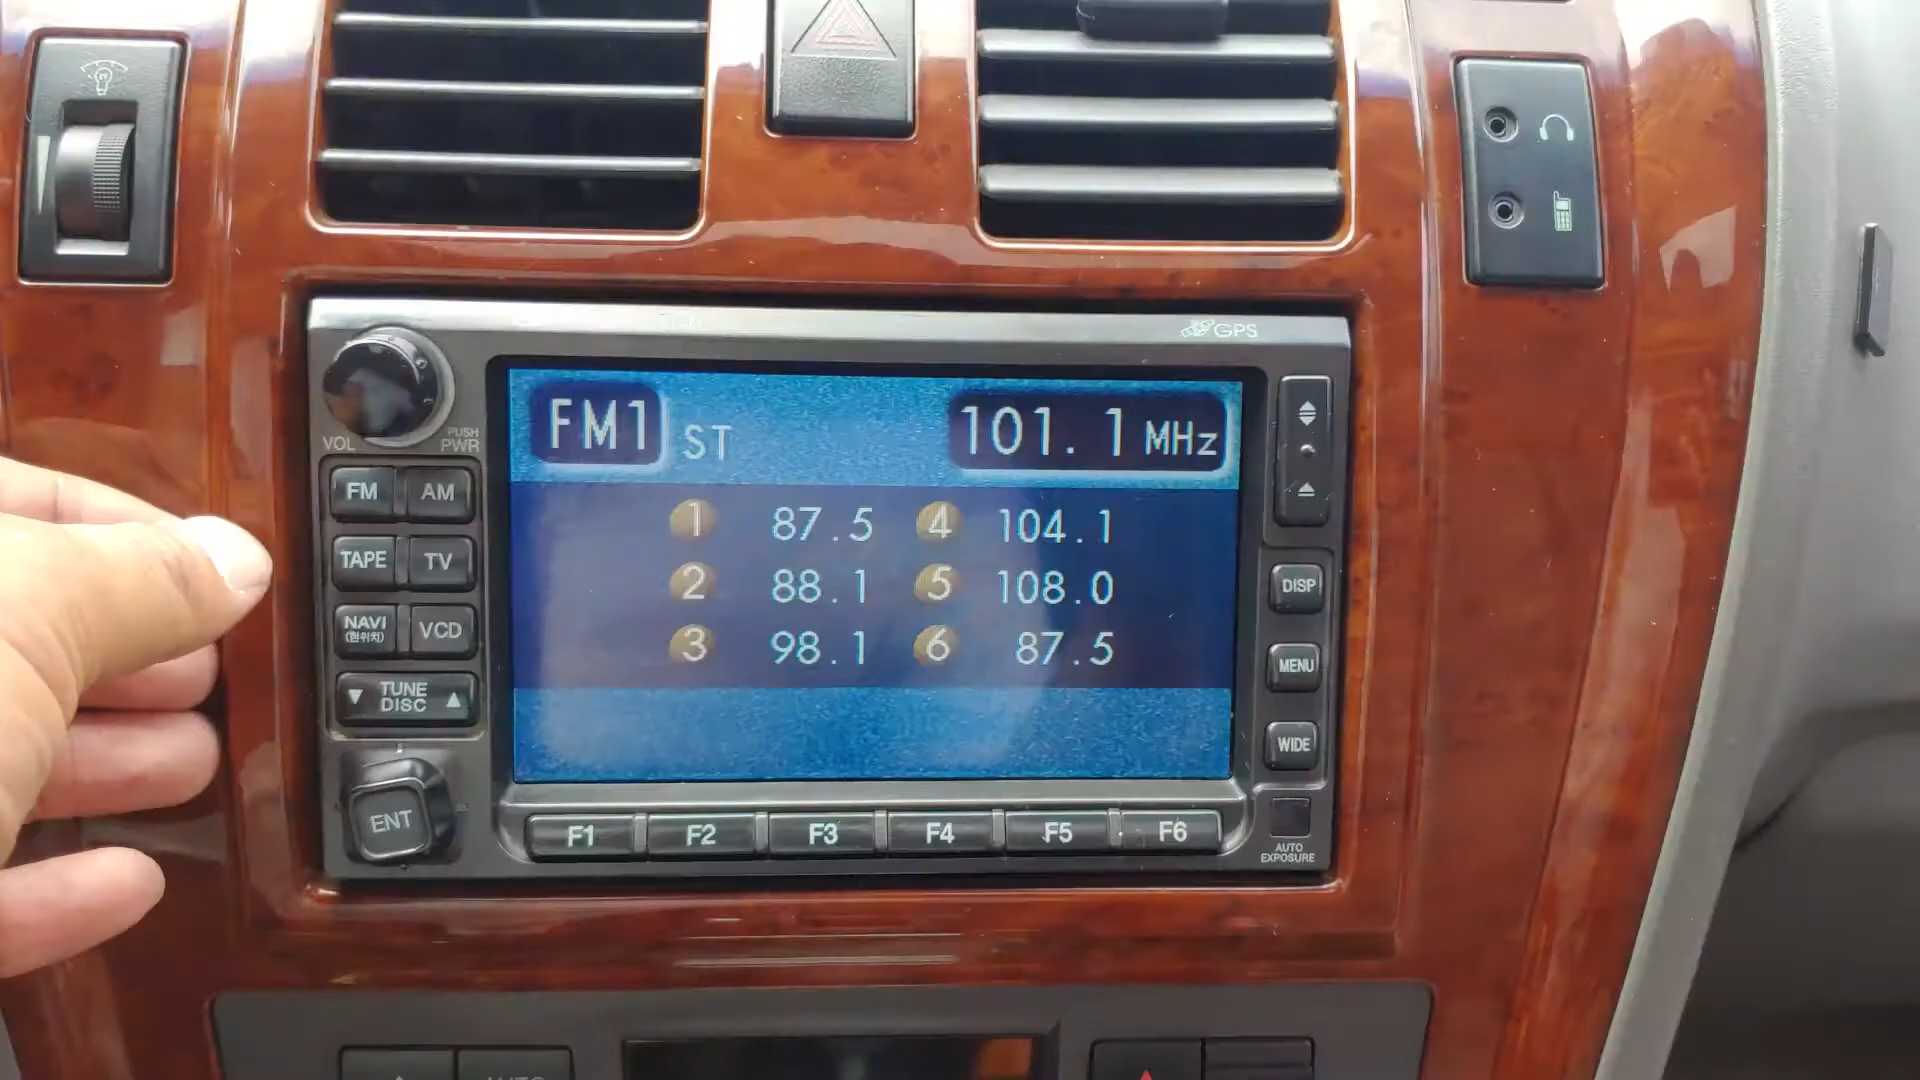 GPS
FM1 ST 101.1 MHz
VOL PUSH PWR
FM AM
1 87.5 4 104.1
TAPE TV
2 88.1 5 108.0
DISP
NAVI (현위치) VCD
3 98.1 6 87.5
MENU
TUNE DISC
WIDE
ENT
F1 F2 F3 F4 F5 F6
AUTO EXPOSURE
AUTO